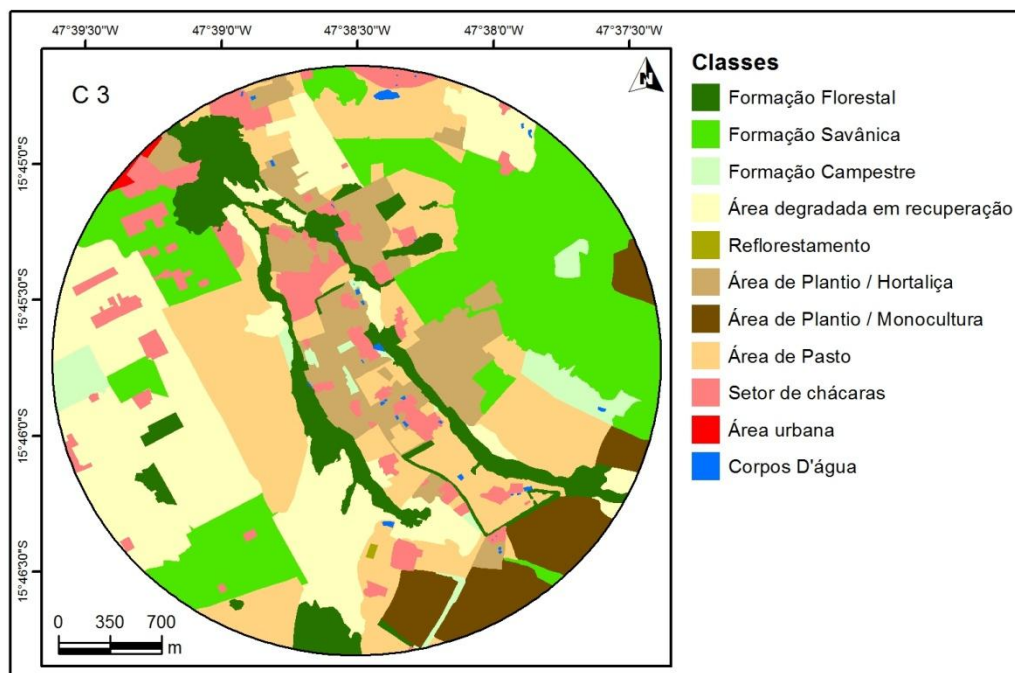 47°39'30"W 47°39'0"W 47°38'30"W 47°38'0"W 47°37'30"W
C 3
N
15°45'0"S
15°45'30"S
15°46'0"S
15°46'30"S
0 350 700
m
Classes
Formação Florestal
Formação Savânica
Formação Campestre
Área degradada em recuperação
Reflorestamento
Área de Plantio / Hortaliça
Área de Plantio / Monocultura
Área de Pasto
Setor de chácaras
Área urbana
Corpos D'água